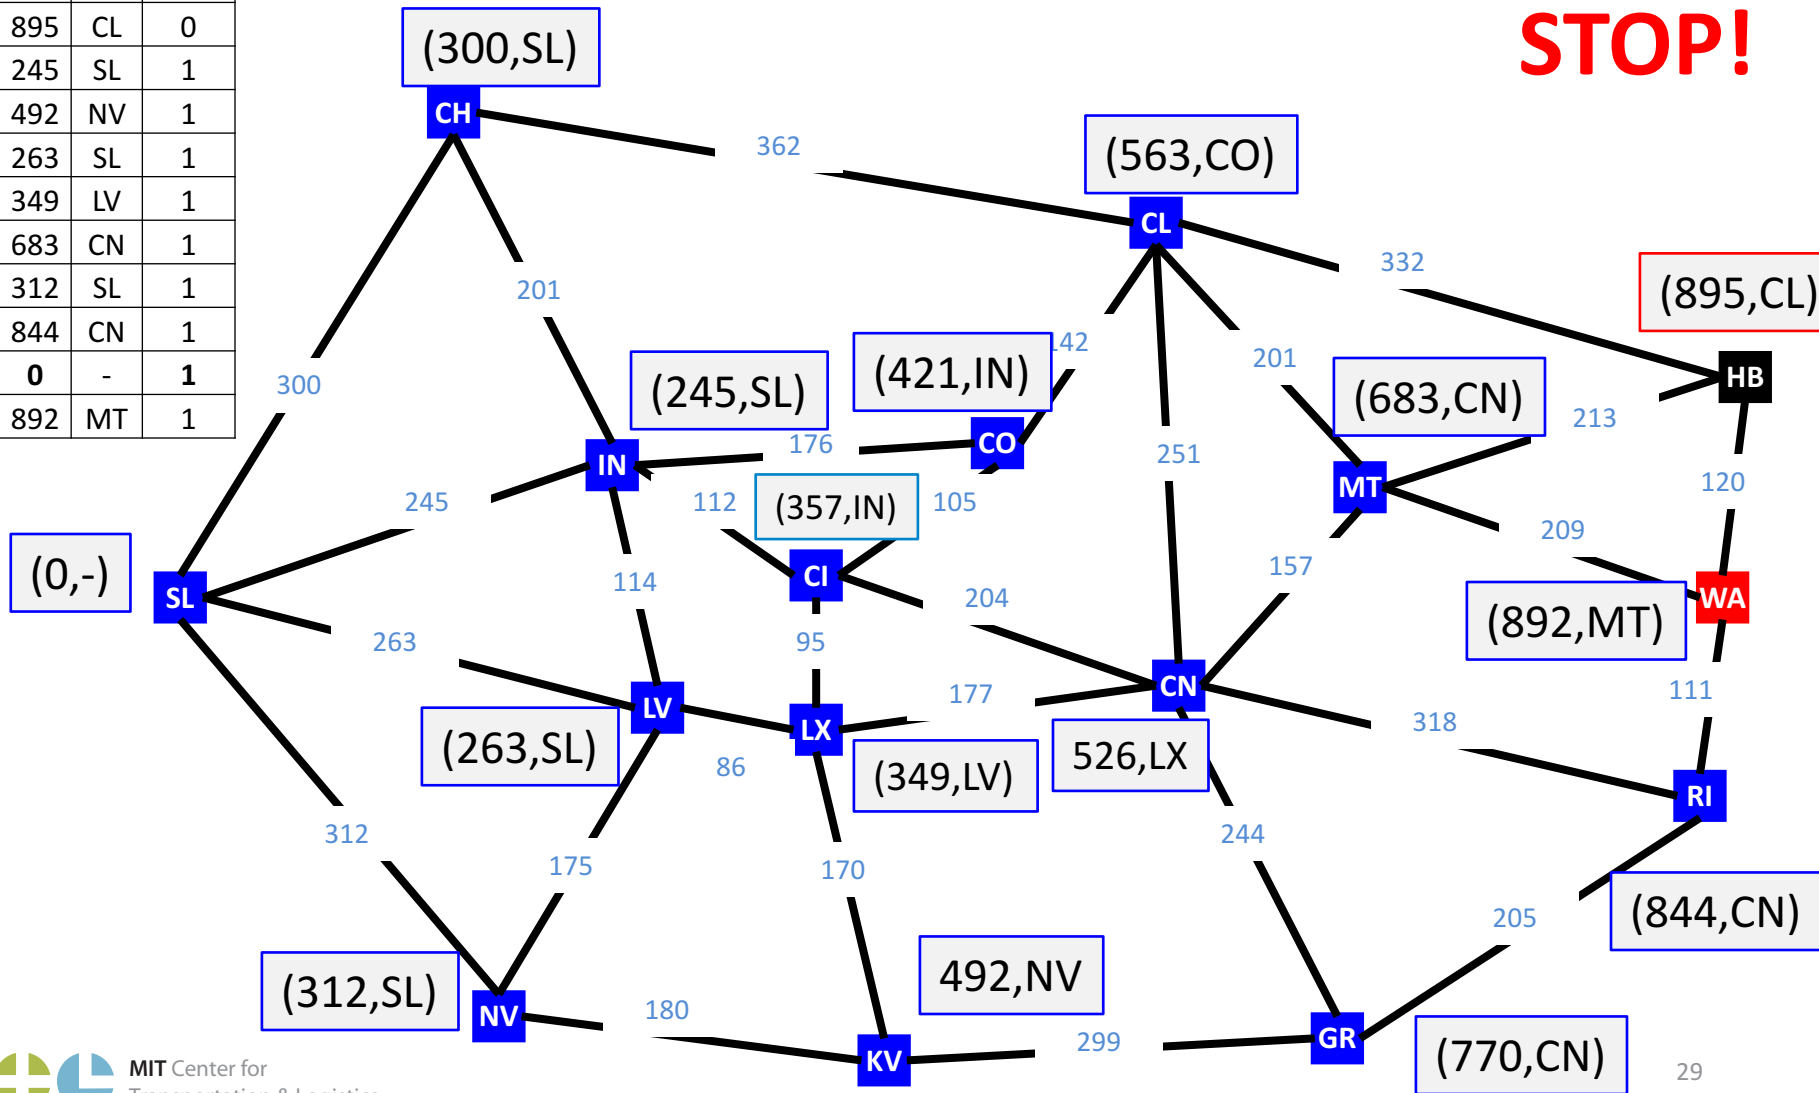 895 CL 0
245 SL 1
492 NV 1
263 SL 1
349 LV 1
683 CN 1
312 SL 1
844 CN 1
0 - 1
892 MT 1
STOP!
(300,SL)
CH
362
(563,CO)
CL
332
(895,CL)
HB
201
300
(245,SL)
(421,IN)
142
201
(683,CN)
213
IN
176
CO
251
MT
120
245
112
(357,IN)
105
209
(0,-)
SL
114
CI
204
157
WA
(892,MT)
263
95
CN
111
LV
177
318
(263,SL)
86
LX
(349,LV)
526,LX
RI
312
175
170
244
205
(844,CN)
(312,SL)
NV
180
492,NV
KV
299
GR
(770,CN)
29
MIT Center for
Transportation & Logistics